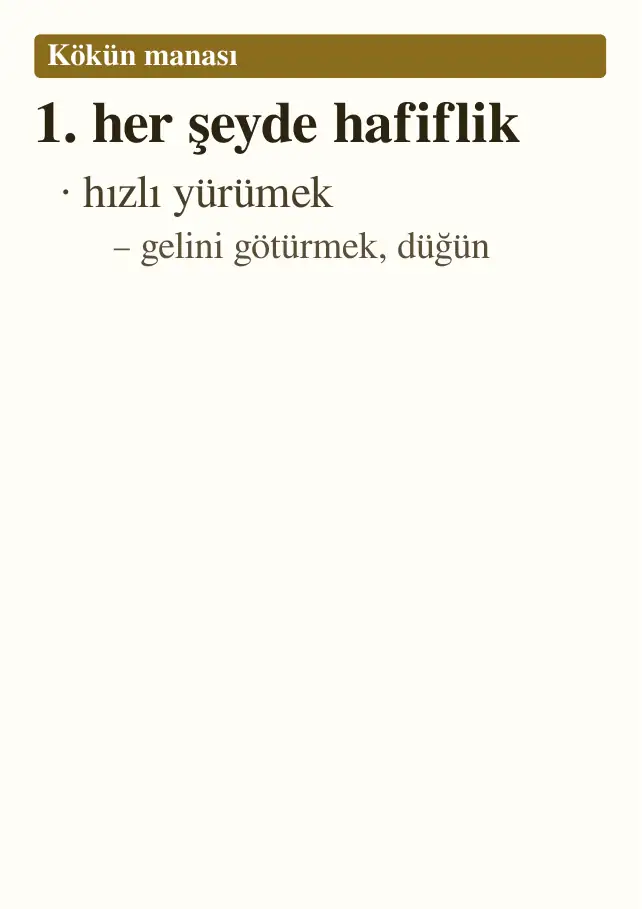 Kökün manası
1. her şeyde hafiflik
· hızlı yürümek
– gelini götürmek, düğün